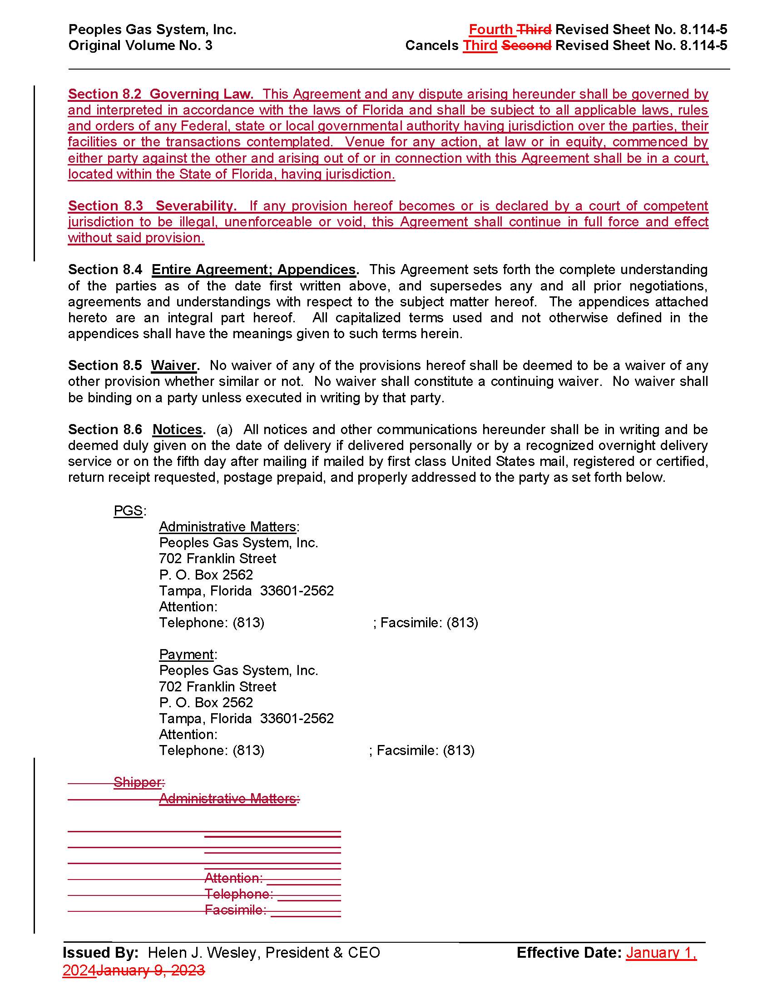 Peoples Gas System, Inc. Fourth Third Revised Sheet No. 8.114-5
Original Volume No. 3 Cancels Third Second Revised Sheet No. 8.114-5
Section 8.2 Governing Law. This Agreement and any dispute arising hereunder shall be governed by
and interpreted in accordance with the laws of Florida and shall be subject to all applicable laws, rules
and orders of any Federal, state or local governmental authority having jurisdiction over the parties, their
facilities or the transactions contemplated. Venue for any action, at law or in equity, commenced by
either party against the other and arising out of or in connection with this Agreement shall be in a court,
located within the State of Florida, having jurisdiction.
Section 8.3 Severability. If any provision hereof becomes or is declared by a court of competent
jurisdiction to be illegal, unenforceable or void, this Agreement shall continue in full force and effect
without said provision.
Section 8.4 Entire Agreement; Appendices. This Agreement sets forth the complete understanding
of the parties as of the date first written above, and supersedes any and all prior negotiations,
agreements and understandings with respect to the subject matter hereof. The appendices attached
hereto are an integral part hereof. All capitalized terms used and not otherwise defined in the
appendices shall have the meanings given to such terms herein.
Section 8.5 Waiver. No waiver of any of the provisions hereof shall be deemed to be a waiver of any
other provision whether similar or not. No waiver shall constitute a continuing waiver. No waiver shall
be binding on a party unless executed in writing by that party.
Section 8.6 Notices. (a) All notices and other communications hereunder shall be in writing and be
deemed duly given on the date of delivery if delivered personally or by a recognized overnight delivery
service or on the fifth day after mailing if mailed by first class United States mail, registered or certified,
return receipt requested, postage prepaid, and properly addressed to the party as set forth below.
PGS:
Administrative Matters:
Peoples Gas System, Inc.
702 Franklin Street
P. O. Box 2562
Tampa, Florida 33601-2562
Attention:
Telephone: (813) ; Facsimile: (813)
Payment:
Peoples Gas System, Inc.
702 Franklin Street
P. O. Box 2562
Tampa, Florida 33601-2562
Attention:
Telephone: (813) ; Facsimile: (813)
Shipper:
Administrative Matters:
Attention:
Telephone:
Facsimile:
Issued By: Helen J. Wesley, President & CEO Effective Date: January 1,
2024January 9, 2023